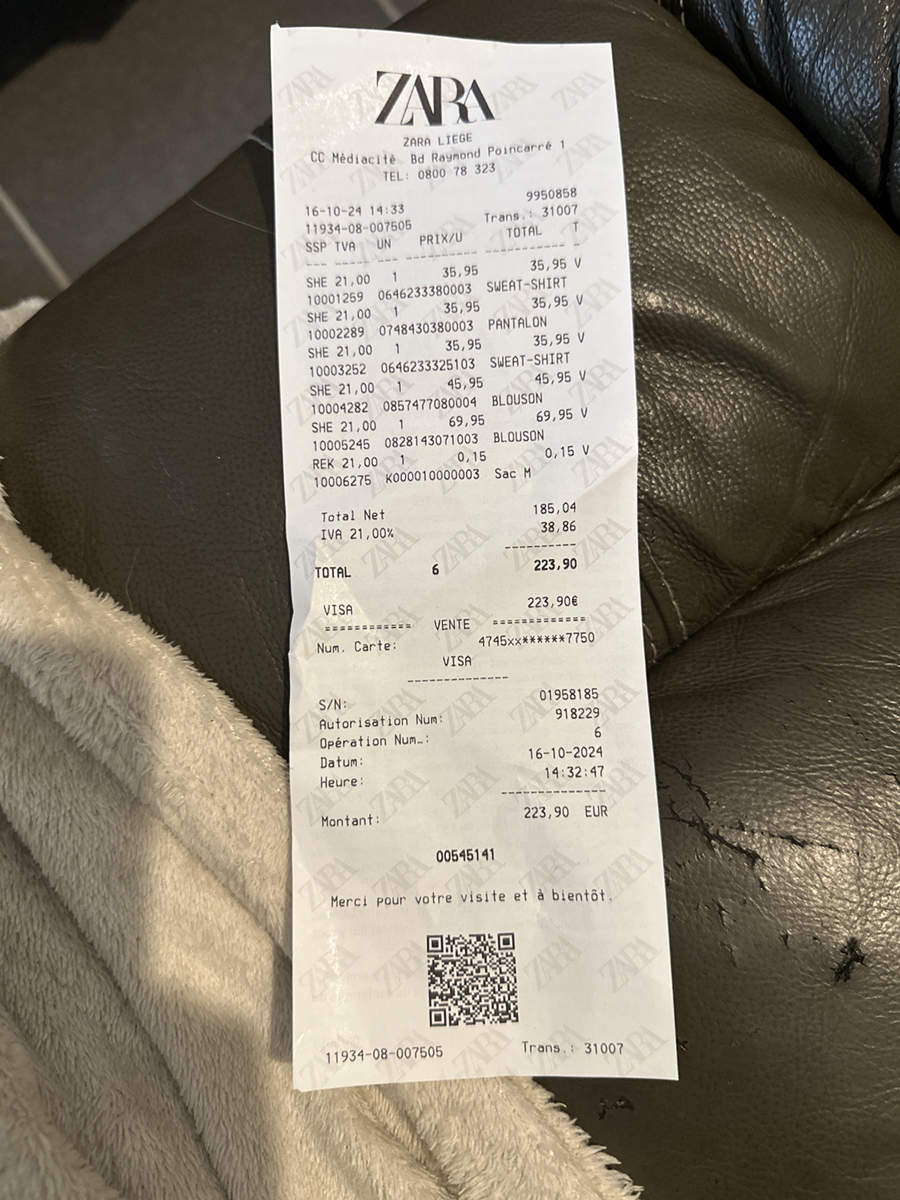 ZARA
ZARA LIEGE
CC Médiacité Bd Raymond Poincarré 1
TEL: 0800 78 323
9950858
16-10-24 14:33
11934-08-007505 Trans.: 31007
SSP TVA UN PRIX/U TOTAL T
--- ------ --- --------- ---------- -
SHE 21,00 1 35,95 35,95 V
10001259 0646233380003 SWEAT-SHIRT
SHE 21,00 1 35,95 35,95 V
10002289 0748430380003 PANTALON
SHE 21,00 1 35,95 35,95 V
10003252 0646233325103 SWEAT-SHIRT
SHE 21,00 1 45,95 45,95 V
10004282 0857477080004 BLOUSON
SHE 21,00 1 69,95 69,95 V
10005245 0828143071003 BLOUSON
REK 21,00 1 0,15 0,15 V
10006275 K000010000003 Sac M
Total Net 185,04
IVA 21,00% 38,86
----------
TOTAL 6 223,90
VISA 223,90€
============ VENTE ============
Num. Carte: 4745xx******7750
VISA
--------------
S/N: 01958185
Autorisation Num: 918229
Opération Num.: 6
Datum: 16-10-2024
Heure: 14:32:47
--------------
Montant: 223,90 EUR
00545141
Merci pour votre visite et à bientôt.
11934-08-007505 Trans.: 31007